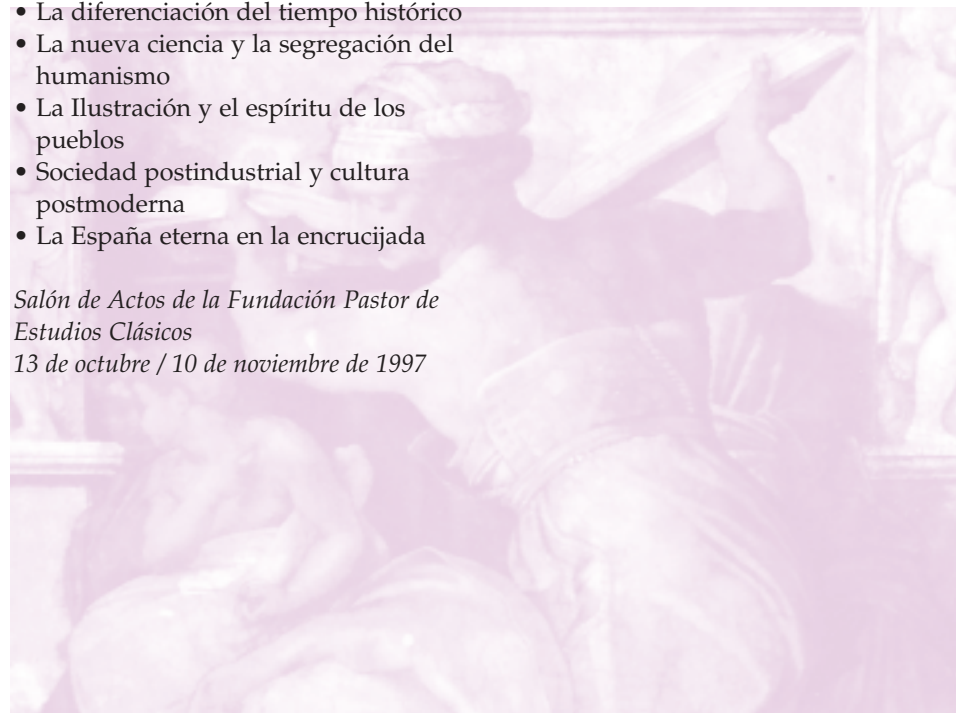 • La diferenciación del tiempo histórico
• La nueva ciencia y la segregación del
humanismo
• La Ilustración y el espíritu de los
pueblos
• Sociedad postindustrial y cultura
postmoderna
• La España eterna en la encrucijada
Salón de Actos de la Fundación Pastor de
Estudios Clásicos
13 de octubre / 10 de noviembre de 1997